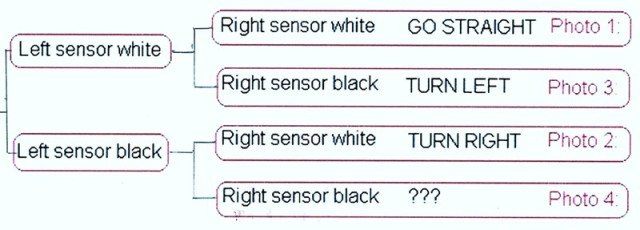 Right sensor white GO STRAIGHT Photo 1:
Left sensor white
Right sensor black TURN LEFT Photo 3:
Right sensor white TURN RIGHT Photo 2:
Left sensor black
Right sensor black ??? Photo 4: